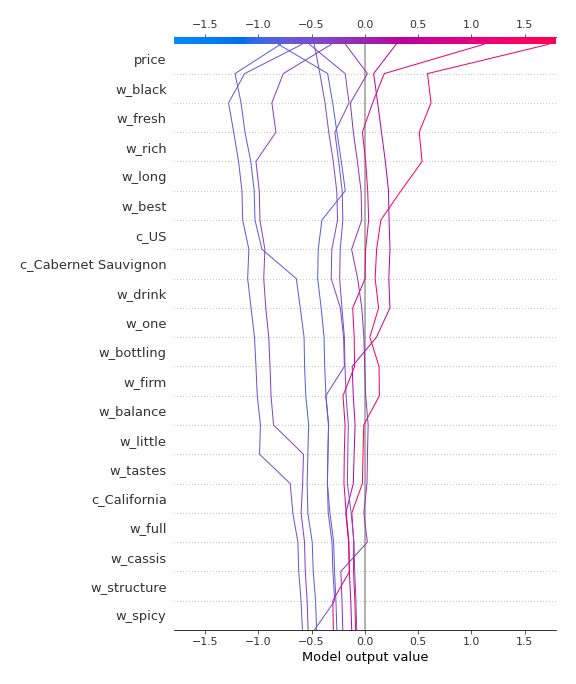 −1.5 −1.0 −0.5 0.0 0.5 1.0 1.5
price
w_black
w_fresh
w_rich
w_long
w_best
c_US
c_Cabernet Sauvignon
w_drink
w_one
w_bottling
w_firm
w_balance
w_little
w_tastes
c_California
w_full
w_cassis
w_structure
w_spicy
−1.5 −1.0 −0.5 0.0 0.5 1.0 1.5
Model output value